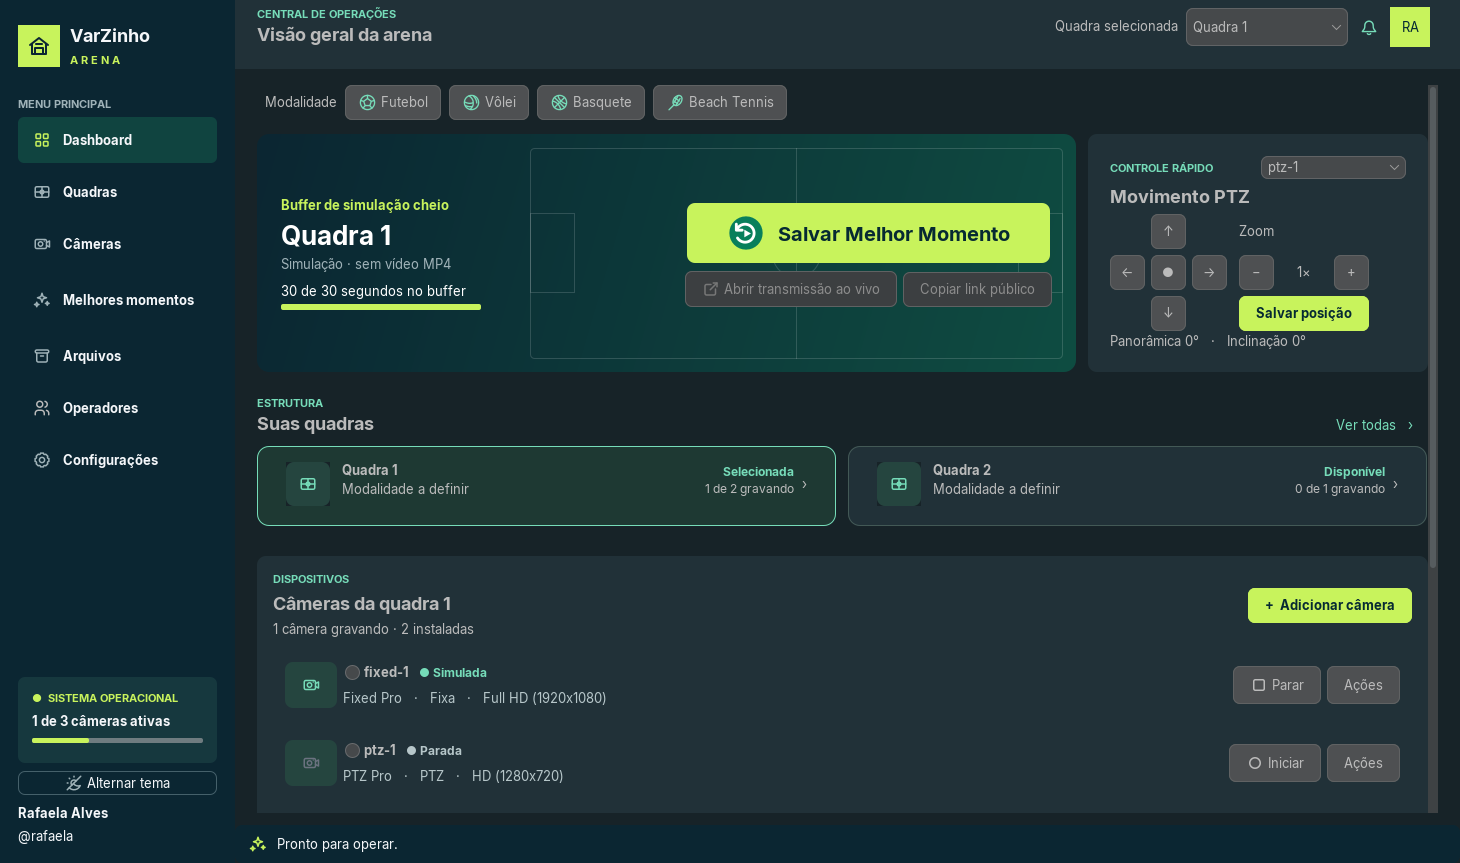 VarZinho
ARENA
MENU PRINCIPAL
Dashboard
Quadras
Câmeras
Melhores momentos
Arquivos
Operadores
Configurações
SISTEMA OPERACIONAL
1 de 3 câmeras ativas
Alternar tema
Rafaela Alves
@rafaela
CENTRAL DE OPERAÇÕES
Visão geral da arena
Quadra selecionada
Quadra 1
RA
Modalidade
Futebol
Vôlei
Basquete
Beach Tennis
Buffer de simulação cheio
Quadra 1
Simulação · sem vídeo MP4
30 de 30 segundos no buffer
Salvar Melhor Momento
Abrir transmissão ao vivo
Copiar link público
CONTROLE RÁPIDO
ptz-1
Movimento PTZ
↑
Zoom
← ● →
− 1× +
↓
Salvar posição
Panorâmica 0° · Inclinação 0°
ESTRUTURA
Suas quadras
Ver todas ›
Quadra 1
Modalidade a definir
Selecionada
1 de 2 gravando ›
Quadra 2
Modalidade a definir
Disponível
0 de 1 gravando ›
DISPOSITIVOS
Câmeras da quadra 1
1 câmera gravando · 2 instaladas
+ Adicionar câmera
fixed-1 ● Simulada
Fixed Pro · Fixa · Full HD (1920x1080)
Parar
Ações
ptz-1 ● Parada
PTZ Pro · PTZ · HD (1280x720)
Iniciar
Ações
Pronto para operar.